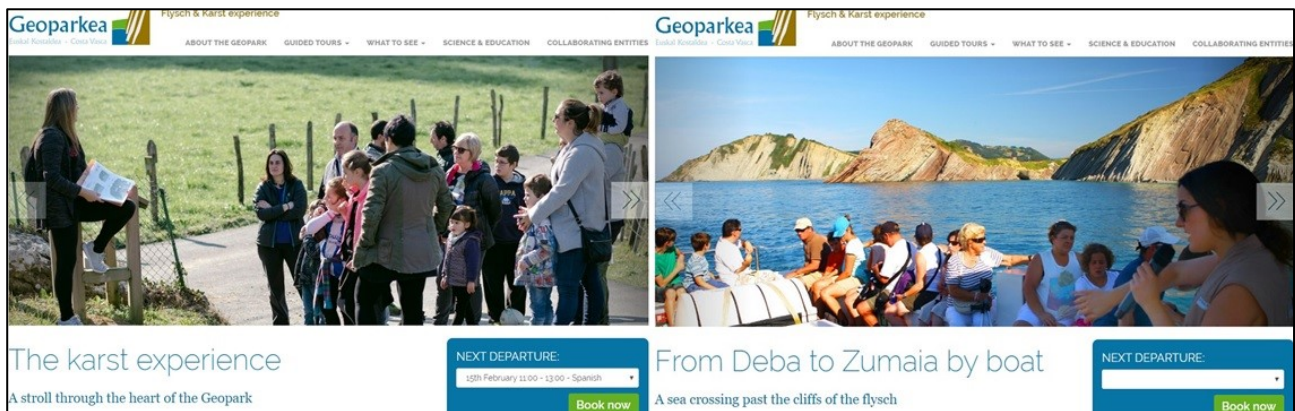 Flysch & Karst experience
Geoparkea
Euskal Kostaldea - Costa Vasca
ABOUT THE GEOPARK GUIDED TOURS WHAT TO SEE SCIENCE & EDUCATION COLLABORATING ENTITIES
The karst experience
A stroll through the heart of the Geopark
NEXT DEPARTURE:
15th February 11:00 - 13:00 - Spanish
Book now
Flysch & Karst experience
Geoparkea
Euskal Kostaldea - Costa Vasca
ABOUT THE GEOPARK GUIDED TOURS WHAT TO SEE SCIENCE & EDUCATION COLLABORATING ENTITIES
From Deba to Zumaia by boat
A sea crossing past the cliffs of the flysch
NEXT DEPARTURE:
Book now